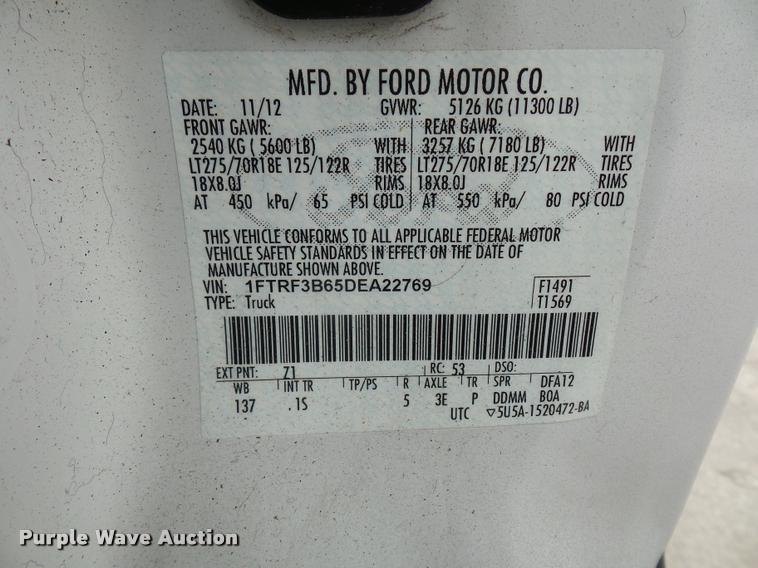 MFD. BY FORD MOTOR CO.
DATE: 11/12 GVWR: 5126 KG (11300 LB)
FRONT GAWR: REAR GAWR:
2540 KG ( 5600 LB) WITH 3257 KG ( 7180 LB) WITH
LT275/70R18E 125/122R TIRES LT275/70R18E 125/122R TIRES
18X8.0J RIMS 18X8.0J RIMS
AT 450 kPa/ 65 PSI COLD AT 550 kPa/ 80 PSI COLD
THIS VEHICLE CONFORMS TO ALL APPLICABLE FEDERAL MOTOR
VEHICLE SAFETY STANDARDS IN EFFECT ON THE DATE OF
MANUFACTURE SHOWN ABOVE.
VIN: 1FTRF3B65DEA22769 F1491
TYPE: Truck T1569
EXT PNT: Z1 RC: 53 DSO:
WB INT TR TP/PS R AXLE TR SPR DFA12
137 .1S 5 3E P DDMM BOA
UTC ▽5U5A-1520472-BA
Purple Wave Auction